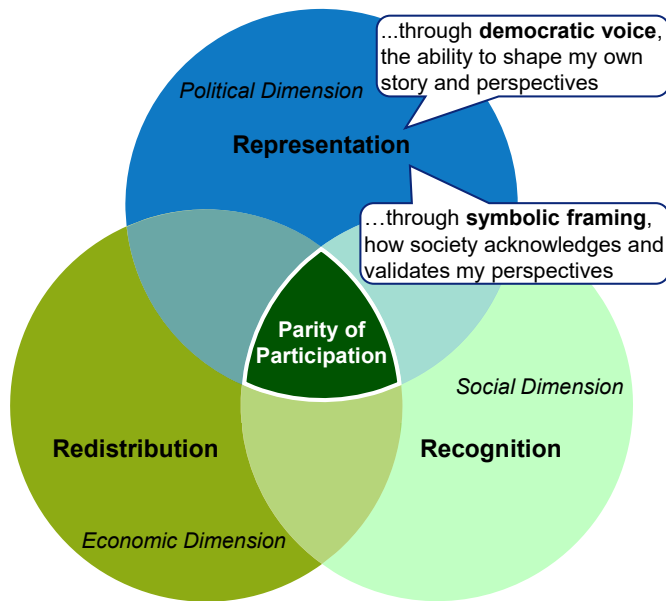 ...through democratic voice,
the ability to shape my own
story and perspectives
Political Dimension
Representation
…through symbolic framing,
how society acknowledges and
validates my perspectives
Parity of
Participation
Social Dimension
Redistribution
Recognition
Economic Dimension